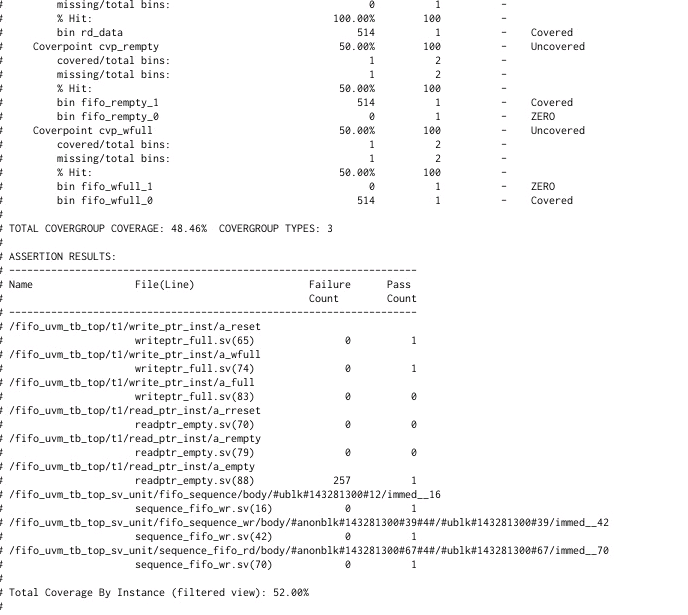 #         missing/total bins:                                 0          1          -
#         % Hit:                                        100.00%        100          -
#         bin rd_data                                       514          1          -    Covered
#     Coverpoint cvp_rempty                              50.00%        100          -    Uncovered
#         covered/total bins:                                 1          2          -
#         missing/total bins:                                 1          2          -
#         % Hit:                                         50.00%        100          -
#         bin fifo_rempty_1                                 514          1          -    Covered
#         bin fifo_rempty_0                                   0          1          -    ZERO
#     Coverpoint cvp_wfull                               50.00%        100          -    Uncovered
#         covered/total bins:                                 1          2          -
#         missing/total bins:                                 1          2          -
#         % Hit:                                         50.00%        100          -
#         bin fifo_wfull_1                                    0          1          -    ZERO
#         bin fifo_wfull_0                                  514          1          -    Covered
#
# TOTAL COVERGROUP COVERAGE: 48.46%  COVERGROUP TYPES: 3
#
# ASSERTION RESULTS:
# --------------------------------------------------------------------
# Name                 File(Line)                   Failure      Pass
#                                                   Count        Count
# --------------------------------------------------------------------
# /fifo_uvm_tb_top/t1/write_ptr_inst/a_reset
#                      writeptr_full.sv(65)               0          1
# /fifo_uvm_tb_top/t1/write_ptr_inst/a_wfull
#                      writeptr_full.sv(74)               0          1
# /fifo_uvm_tb_top/t1/write_ptr_inst/a_full
#                      writeptr_full.sv(83)               0          0
# /fifo_uvm_tb_top/t1/read_ptr_inst/a_rreset
#                      readptr_empty.sv(70)               0          0
# /fifo_uvm_tb_top/t1/read_ptr_inst/a_rempty
#                      readptr_empty.sv(79)               0          0
# /fifo_uvm_tb_top/t1/read_ptr_inst/a_empty
#                      readptr_empty.sv(88)             257          1
# /fifo_uvm_tb_top_sv_unit/fifo_sequence/body/#ublk#143281300#12/immed__16
#                      sequence_fifo_wr.sv(16)            0          1
# /fifo_uvm_tb_top_sv_unit/fifo_sequence_wr/body/#anonblk#143281300#39#4#/#ublk#143281300#39/immed__42
#                      sequence_fifo_wr.sv(42)            0          1
# /fifo_uvm_tb_top_sv_unit/sequence_fifo_rd/body/#anonblk#143281300#67#4#/#ublk#143281300#67/immed__70
#                      sequence_fifo_wr.sv(70)            0          1
#
# Total Coverage By Instance (filtered view): 52.00%
#